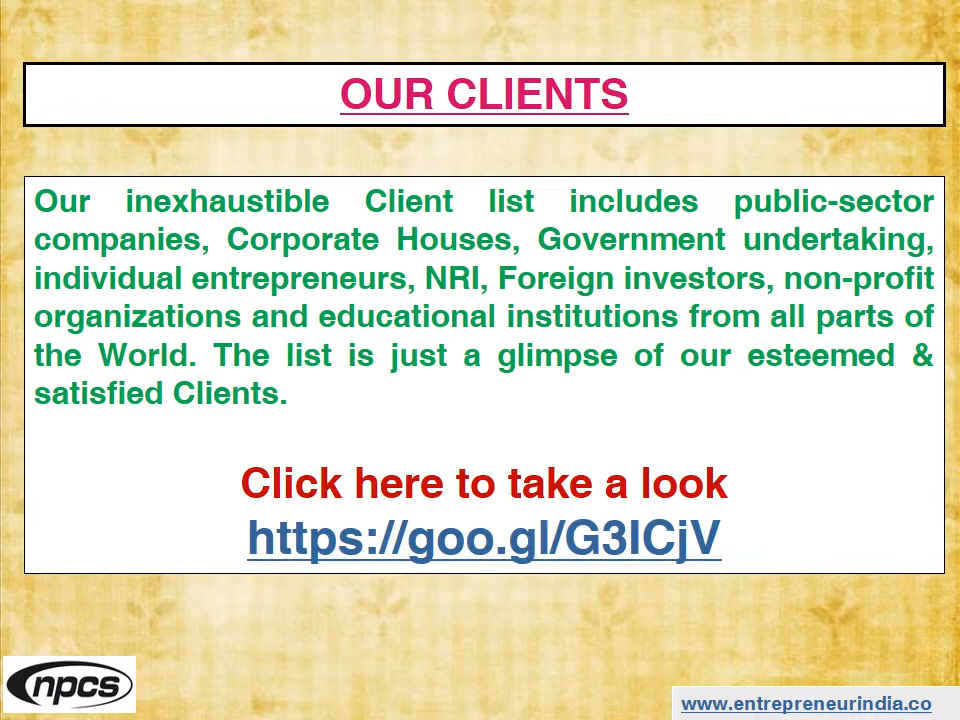 OUR CLIENTS
Our inexhaustible Client list includes public-sector
companies, Corporate Houses, Government undertaking,
individual entrepreneurs, NRI, Foreign investors, non-profit
organizations and educational institutions from all parts of
the World. The list is just a glimpse of our esteemed &
satisfied Clients.
Click here to take a look
https://goo.gl/G3ICjV
npcs
www.entrepreneurindia.co